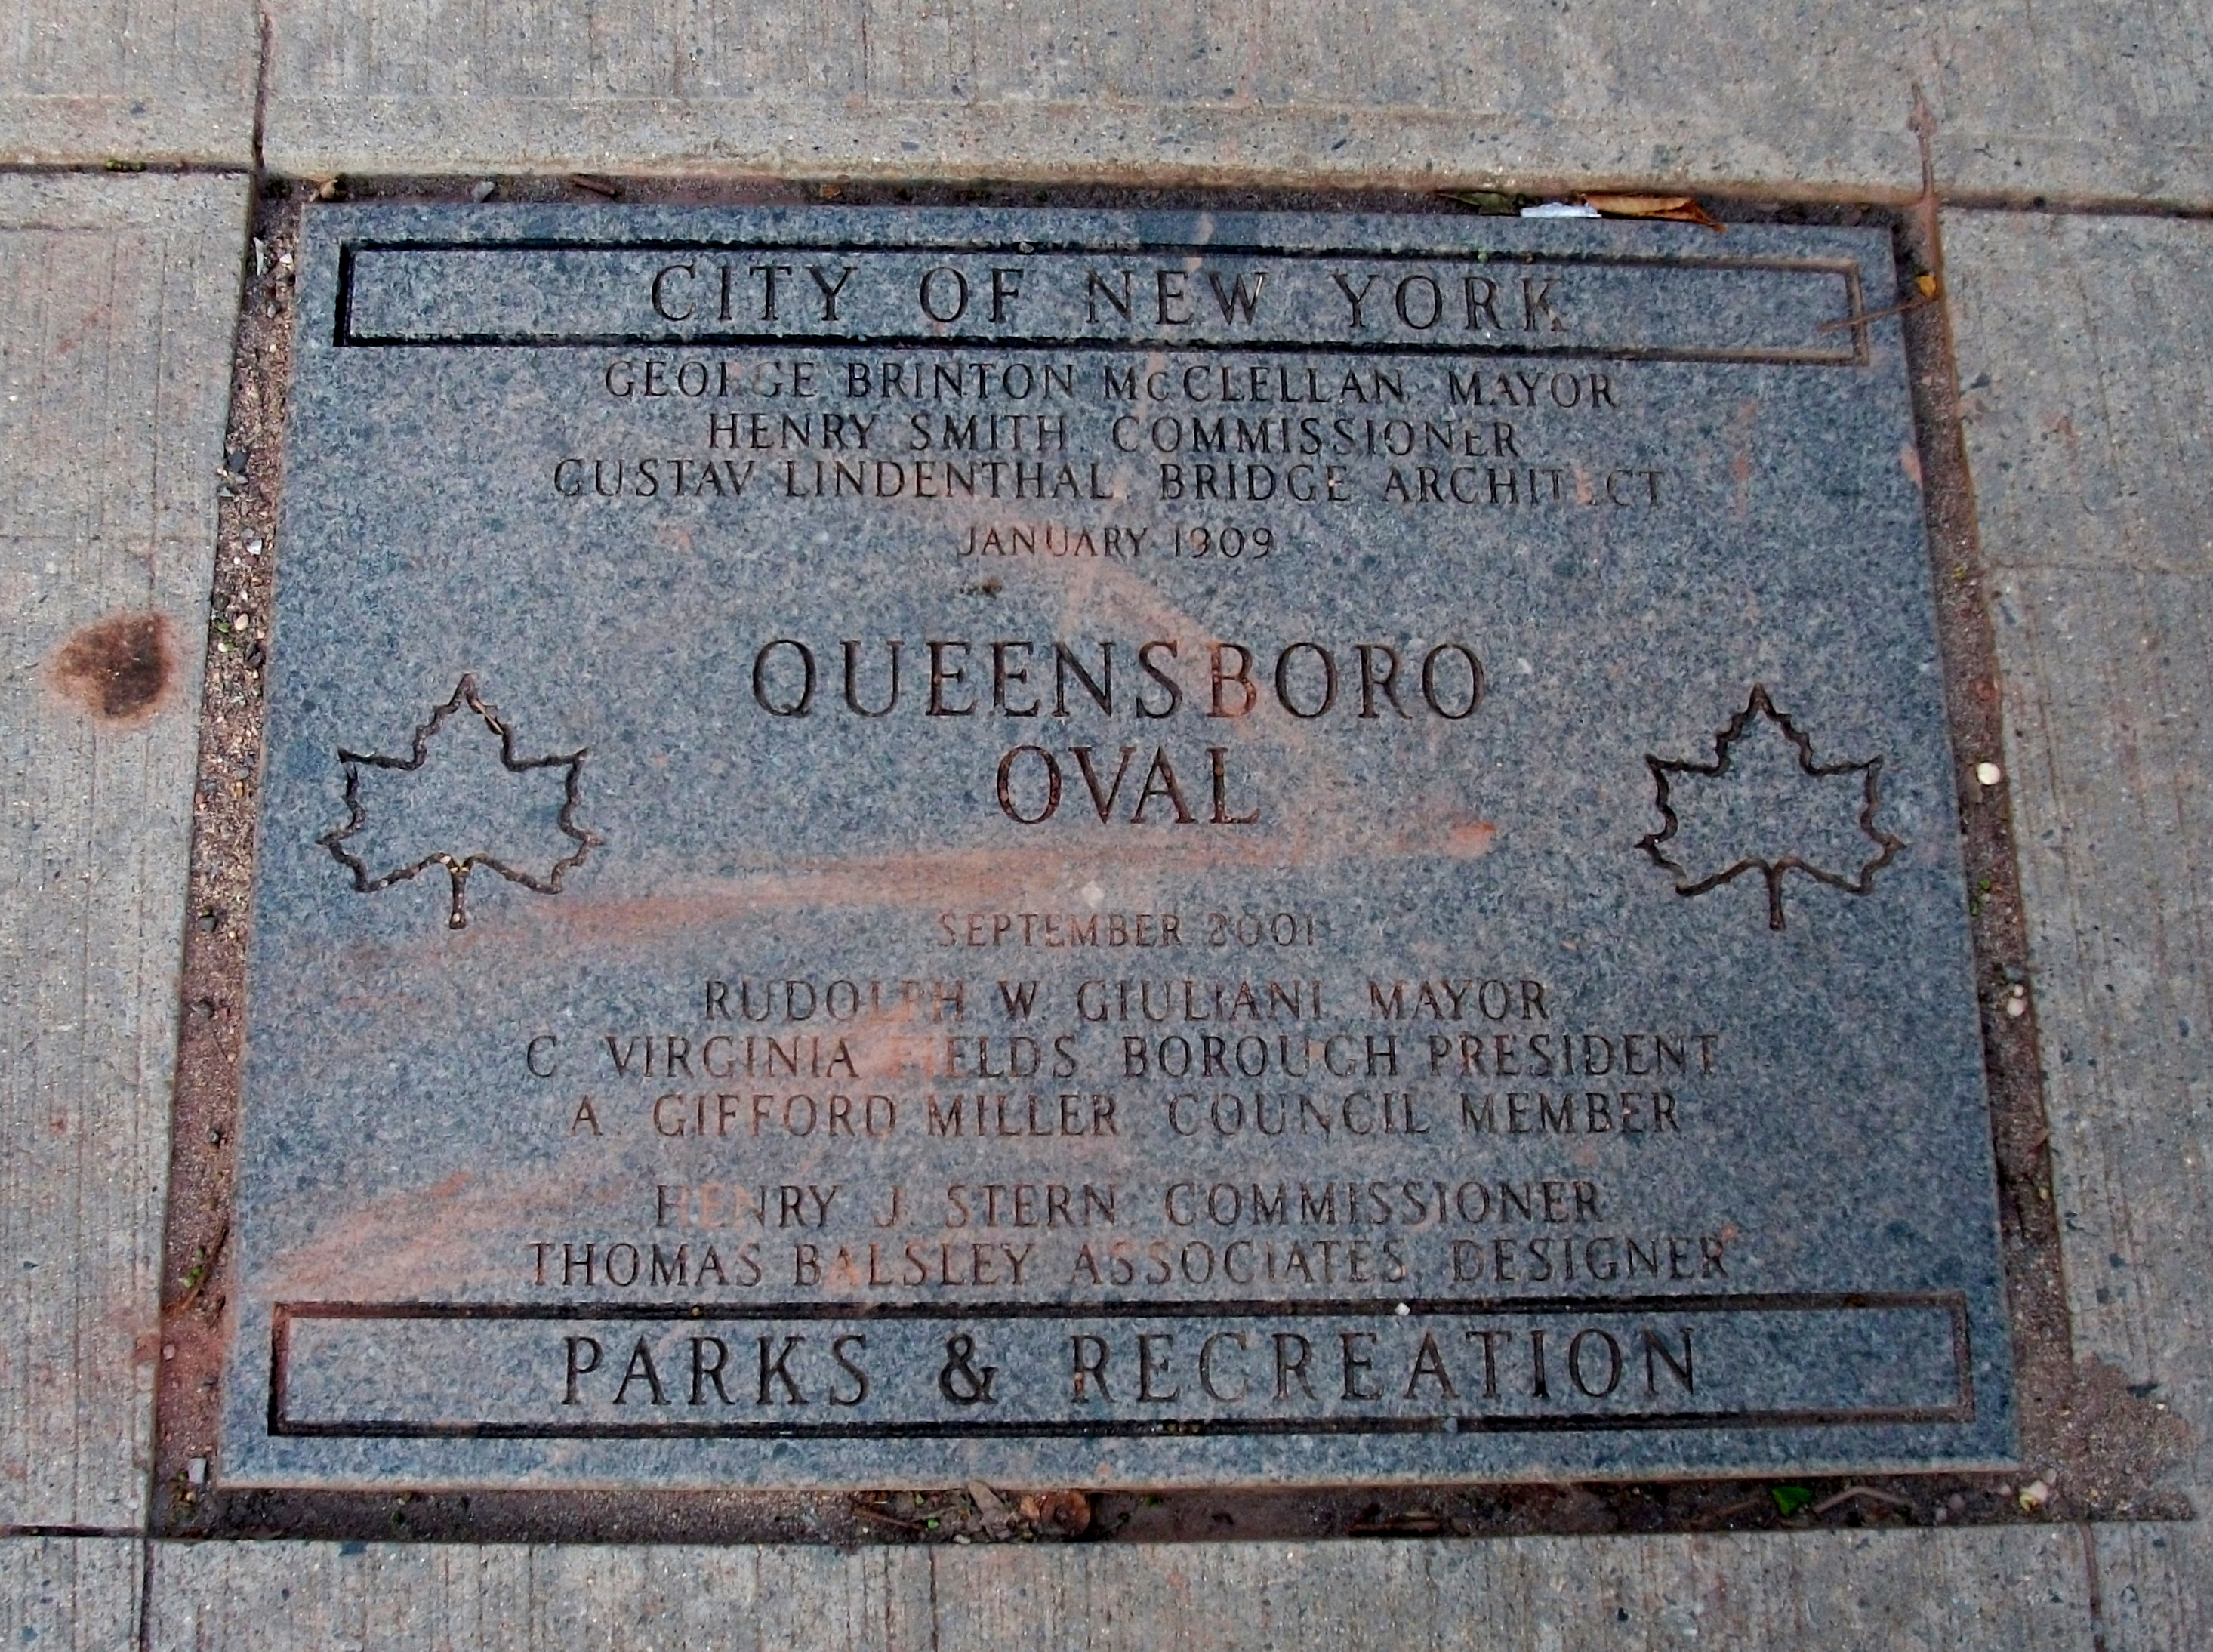 CITY OF NEW YORK
GEORGE BRINTON McCLELLAN, MAYOR
HENRY SMITH, COMMISSIONER
GUSTAV LINDENTHAL, BRIDGE ARCHITECT
JANUARY 1909
QUEENSBORO
OVAL
SEPTEMBER 2001
RUDOLPH W. GIULIANI, MAYOR
C. VIRGINIA FIELDS, BOROUGH PRESIDENT
A. GIFFORD MILLER, COUNCIL MEMBER
HENRY J. STERN, COMMISSIONER
THOMAS BALSLEY ASSOCIATES, DESIGNER
PARKS & RECREATION